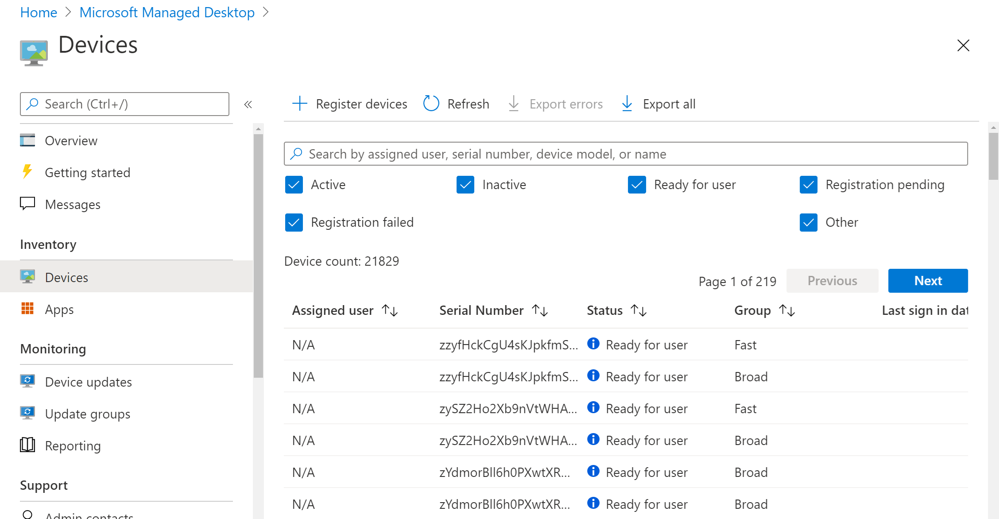 Home > Microsoft Managed Desktop >
Devices
Search (Ctrl+/)
«
Overview
Getting started
Messages
Inventory
Devices
Apps
Monitoring
Device updates
Update groups
Reporting
Support
Admin contacts
Register devices Refresh Export errors Export all
Search by assigned user, serial number, device model, or name
Active Inactive Ready for user Registration pending
Registration failed Other
Device count: 21829
Page 1 of 219 Previous Next
Assigned user ↑↓ Serial Number ↑↓ Status ↑↓ Group ↑↓ Last sign in dat
N/A zzyfHckCgU4sKJpkfmS... Ready for user Fast
N/A zzyfHckCgU4sKJpkfmS... Ready for user Broad
N/A zySZ2Ho2Xb9nVtWHA... Ready for user Fast
N/A zySZ2Ho2Xb9nVtWHA... Ready for user Broad
N/A zYdmorBll6h0PXwtXR... Ready for user Broad
N/A zYdmorBll6h0PXwtXR... Ready for user Broad